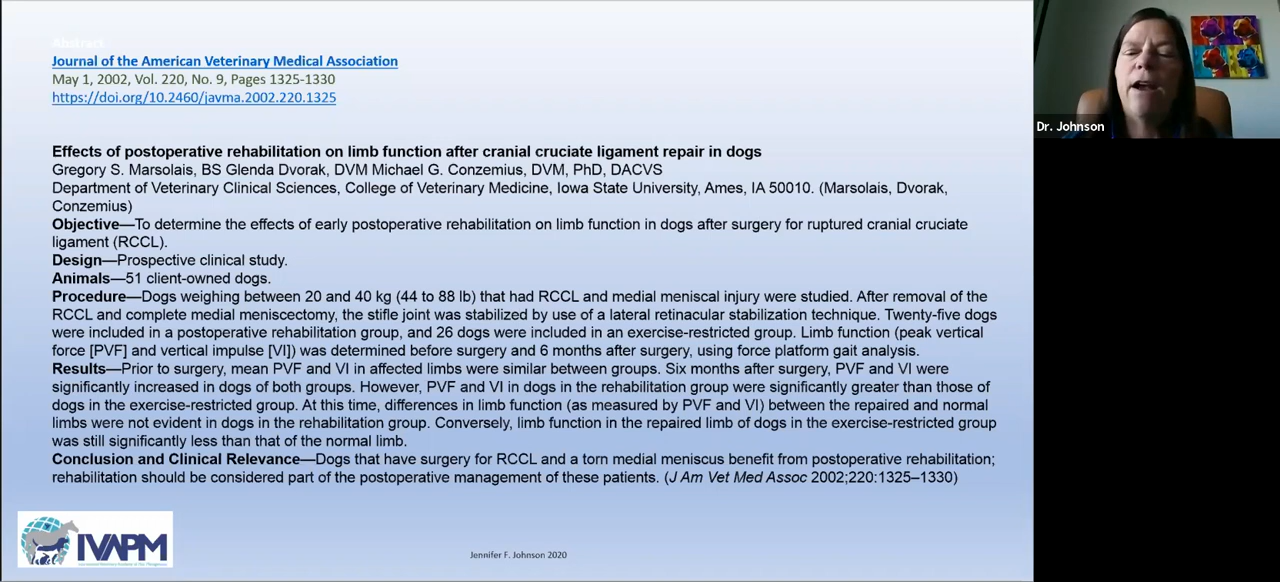 Abstract
Journal of the American Veterinary Medical Association
May 1, 2002, Vol. 220, No. 9, Pages 1325-1330
https://doi.org/10.2460/javma.2002.220.1325
Dr. Johnson
Effects of postoperative rehabilitation on limb function after cranial cruciate ligament repair in dogs
Gregory S. Marsolais, BS Glenda Dvorak, DVM Michael G. Conzemius, DVM, PhD, DACVS
Department of Veterinary Clinical Sciences, College of Veterinary Medicine, Iowa State University, Ames, IA 50010. (Marsolais, Dvorak,
Conzemius)
Objective—To determine the effects of early postoperative rehabilitation on limb function in dogs after surgery for ruptured cranial cruciate
ligament (RCCL).
Design—Prospective clinical study.
Animals—51 client-owned dogs.
Procedure—Dogs weighing between 20 and 40 kg (44 to 88 lb) that had RCCL and medial meniscal injury were studied. After removal of the
RCCL and complete medial meniscectomy, the stifle joint was stabilized by use of a lateral retinacular stabilization technique. Twenty-five dogs
were included in a postoperative rehabilitation group, and 26 dogs were included in an exercise-restricted group. Limb function (peak vertical
force [PVF] and vertical impulse [VI]) was determined before surgery and 6 months after surgery, using force platform gait analysis.
Results—Prior to surgery, mean PVF and VI in affected limbs were similar between groups. Six months after surgery, PVF and VI were
significantly increased in dogs of both groups. However, PVF and VI in dogs in the rehabilitation group were significantly greater than those of
dogs in the exercise-restricted group. At this time, differences in limb function (as measured by PVF and VI) between the repaired and normal
limbs were not evident in dogs in the rehabilitation group. Conversely, limb function in the repaired limb of dogs in the exercise-restricted group
was still significantly less than that of the normal limb.
Conclusion and Clinical Relevance—Dogs that have surgery for RCCL and a torn medial meniscus benefit from postoperative rehabilitation;
rehabilitation should be considered part of the postoperative management of these patients. (J Am Vet Med Assoc 2002;220:1325–1330)
IVAPM
Jennifer F. Johnson 2020